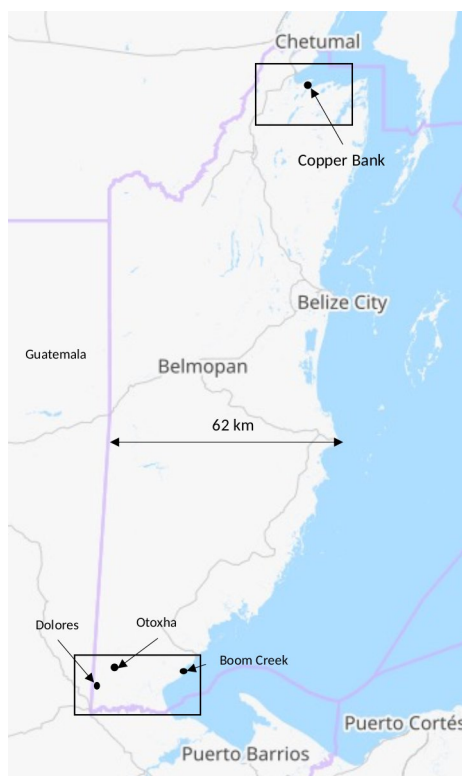 Chetumal
Copper Bank
Belize City
Guatemala
Belmopan
62 km
Dolores
Otoxha
Boom Creek
Puerto Cortés
Puerto Barrios